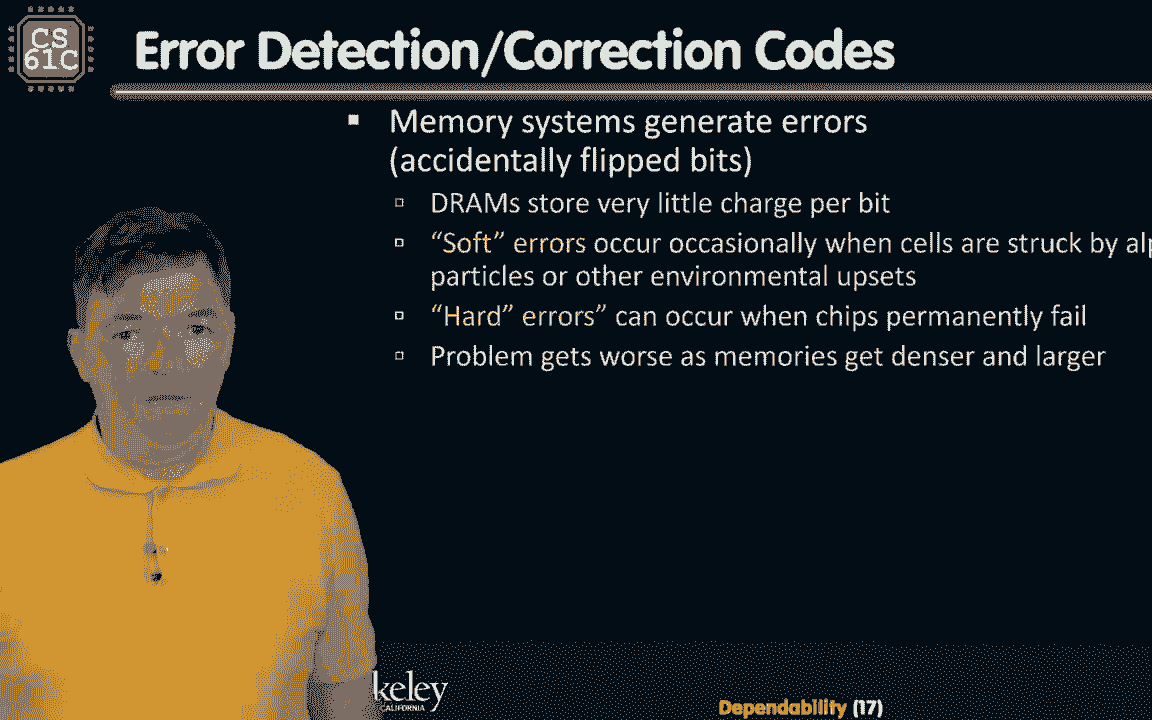 CS
61C
Error Detection/Correction Codes
Memory systems generate errors
(accidentally flipped bits)
DRAMs store very little charge per bit
“Soft” errors occur occasionally when cells are struck by alp
particles or other environmental upsets
“Hard” errors” can occur when chips permanently fail
Problem gets worse as memories get denser and larger
keley
CALIFORNIA
Dependability (17)